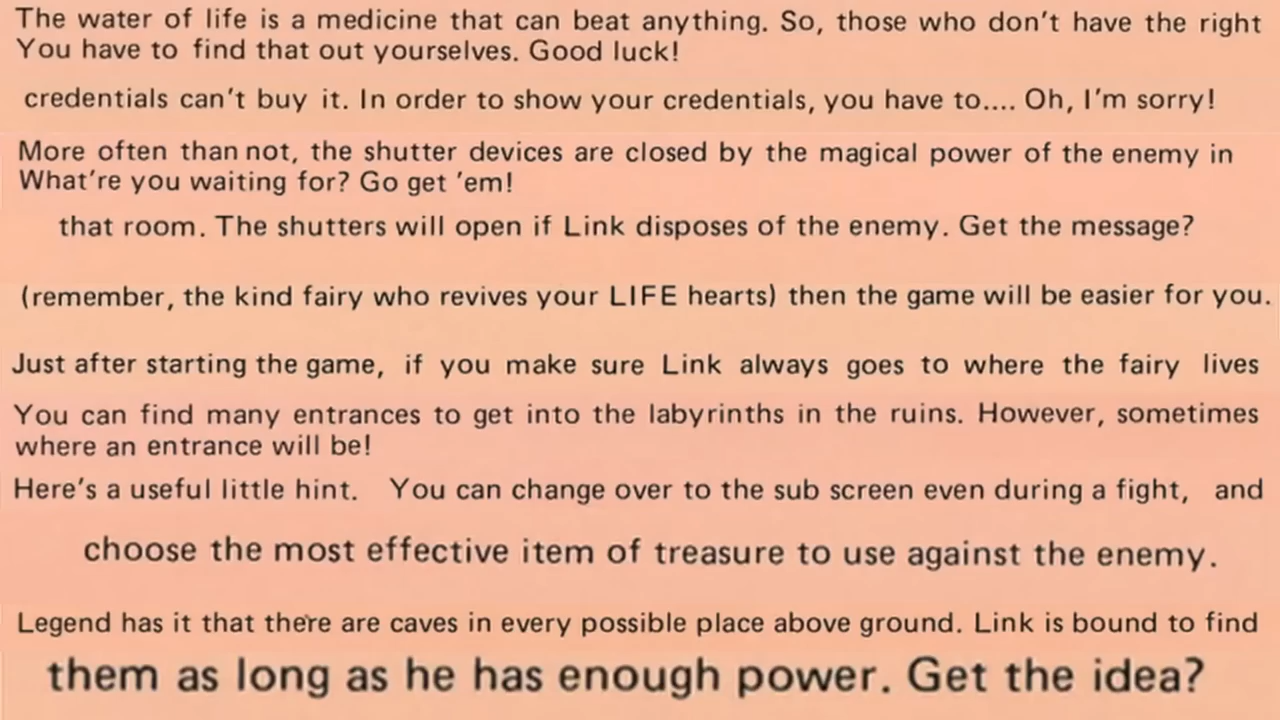 The water of life is a medicine that can beat anything. So, those who don't have the right
You have to find that out yourselves. Good luck!
credentials can't buy it. In order to show your credentials, you have to.... Oh, I'm sorry!
More often than not, the shutter devices are closed by the magical power of the enemy in
What're you waiting for? Go get 'em!
that room. The shutters will open if Link disposes of the enemy. Get the message?
(remember, the kind fairy who revives your LIFE hearts) then the game will be easier for you.
Just after starting the game, if you make sure Link always goes to where the fairy lives
You can find many entrances to get into the labyrinths in the ruins. However, sometimes
where an entrance will be!
Here's a useful little hint. You can change over to the sub screen even during a fight, and
choose the most effective item of treasure to use against the enemy.
Legend has it that there are caves in every possible place above ground. Link is bound to find
them as long as he has enough power. Get the idea?